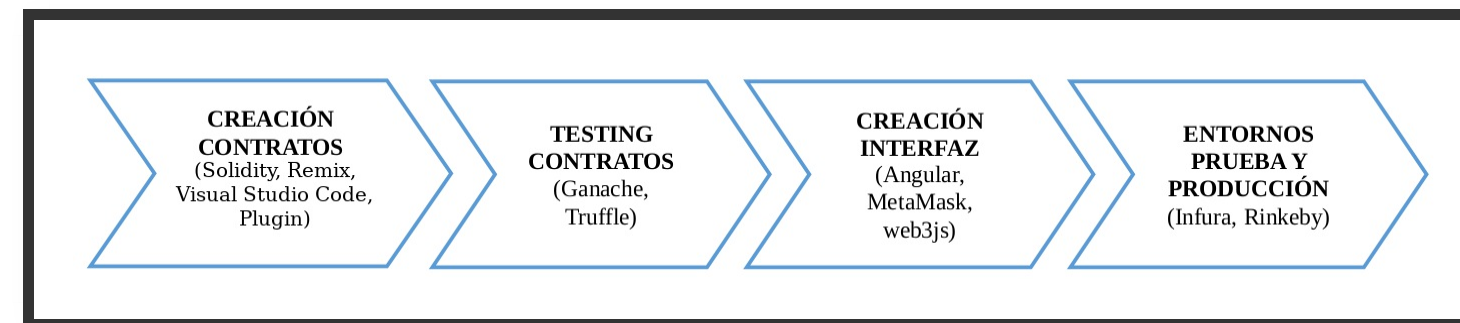 CREACIÓN
CONTRATOS
(Solidity, Remix,
Visual Studio Code,
Plugin)
TESTING
CONTRATOS
(Ganache,
Truffle)
CREACIÓN
INTERFAZ
(Angular,
MetaMask,
web3js)
ENTORNOS
PRUEBA Y
PRODUCCIÓN
(Infura, Rinkeby)